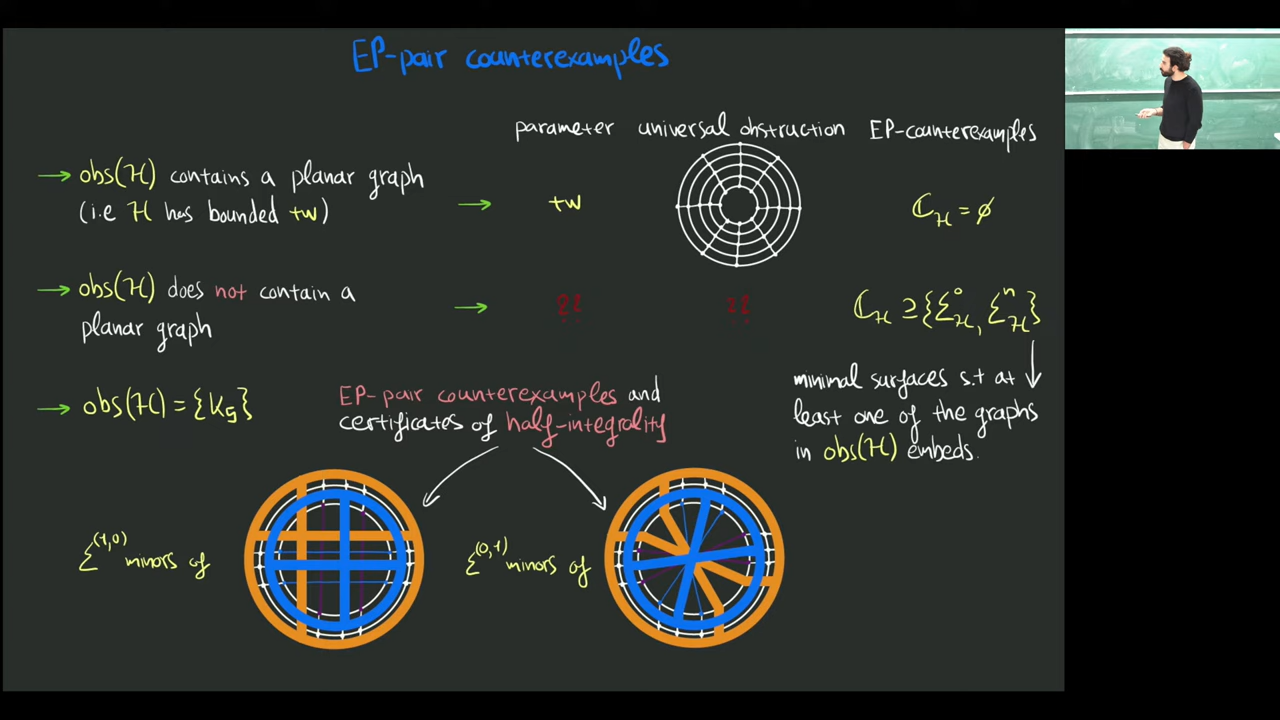 EP-pair counterexamples
parameter universal obstruction EP-counterexamples
→ obs(H) contains a planar graph
(i.e H has bounded tw)
→ tw
ℂ_H = ∅
→ obs(H) does not contain a
planar graph
→ ?? ??
ℂ_H ⊇ {Σ_H^o, Σ_H^n}
minimal surfaces s.t at
least one of the graphs
in obs(H) embeds.
→ obs(H) = {K_5}
EP-pair counterexamples and
certificates of half-integrality
Σ^(1,0) minors of
Σ^(0,1) minors of